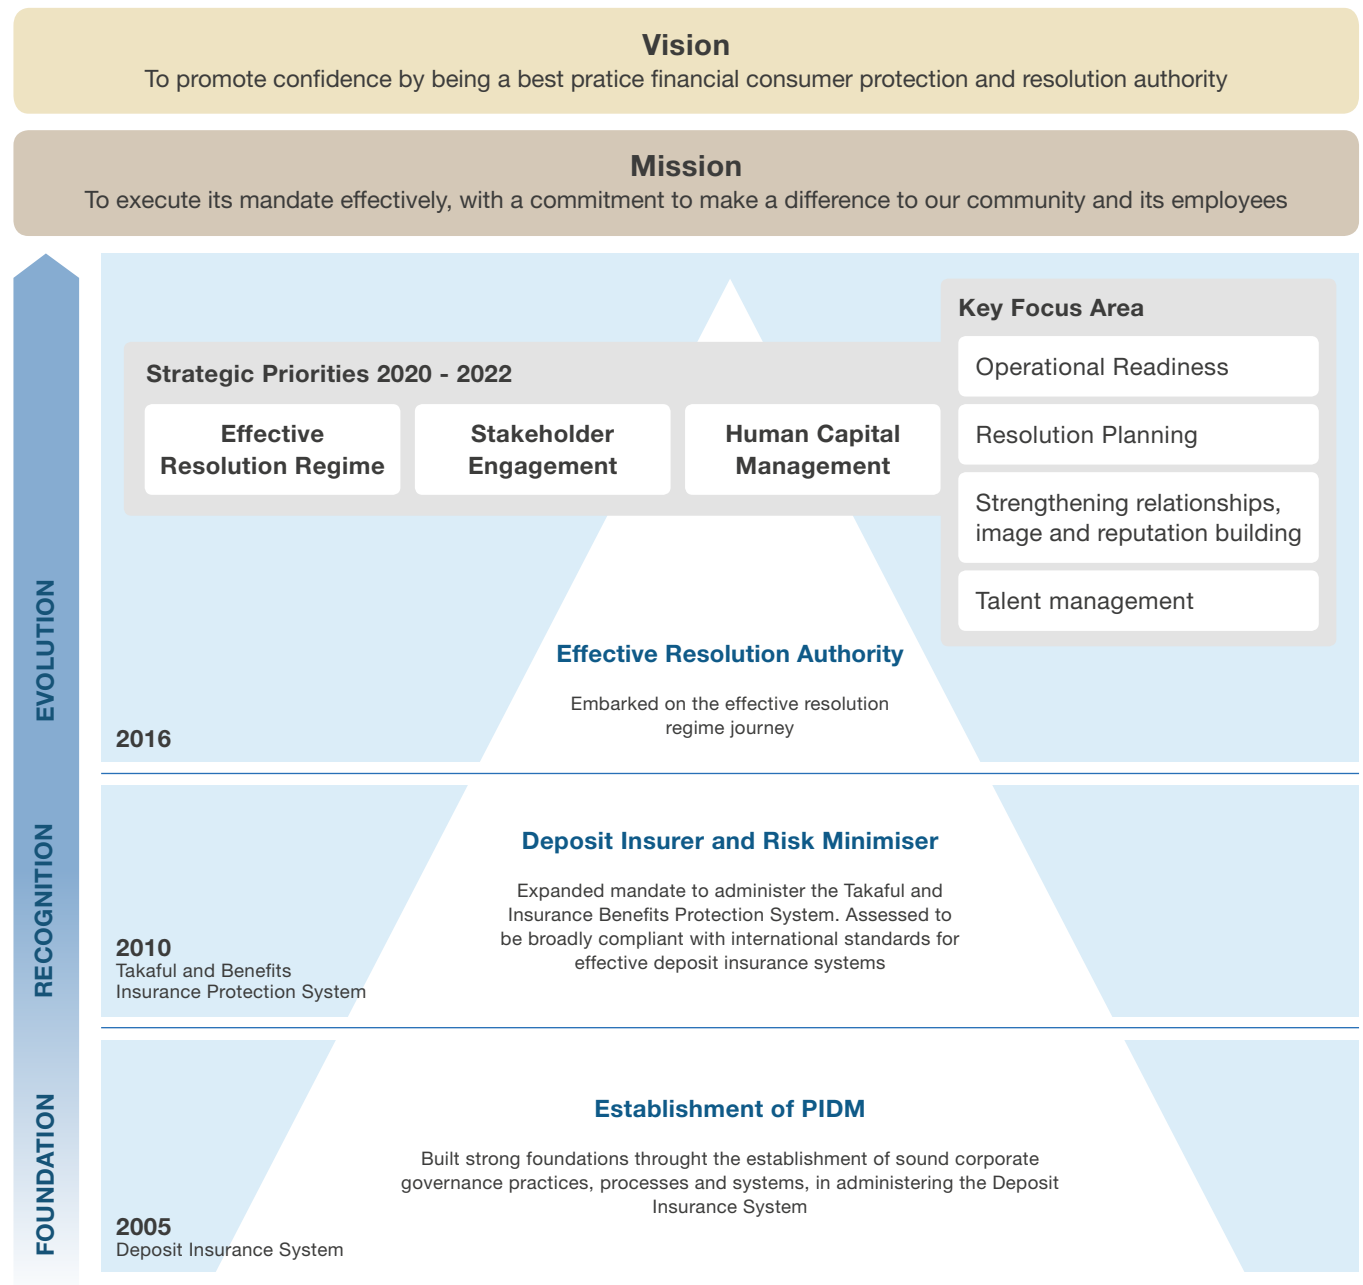 Vision
To promote confidence by being a best pratice financial consumer protection and resolution authority
Mission
To execute its mandate effectively, with a commitment to make a difference to our community and its employees
Key Focus Area
Operational Readiness
Resolution Planning
Strengthening relationships,
image and reputation building
Talent management
Strategic Priorities 2020 - 2022
Effective
Resolution Regime
Stakeholder
Engagement
Human Capital
Management
EVOLUTION
2016
Effective Resolution Authority
Embarked on the effective resolution
regime journey
RECOGNITION
2010
Takaful and Benefits
Insurance Protection System
Deposit Insurer and Risk Minimiser
Expanded mandate to administer the Takaful and
Insurance Benefits Protection System. Assessed to
be broadly compliant with international standards for
effective deposit insurance systems
FOUNDATION
2005
Deposit Insurance System
Establishment of PIDM
Built strong foundations throught the establishment of sound corporate
governance practices, processes and systems, in administering the Deposit
Insurance System